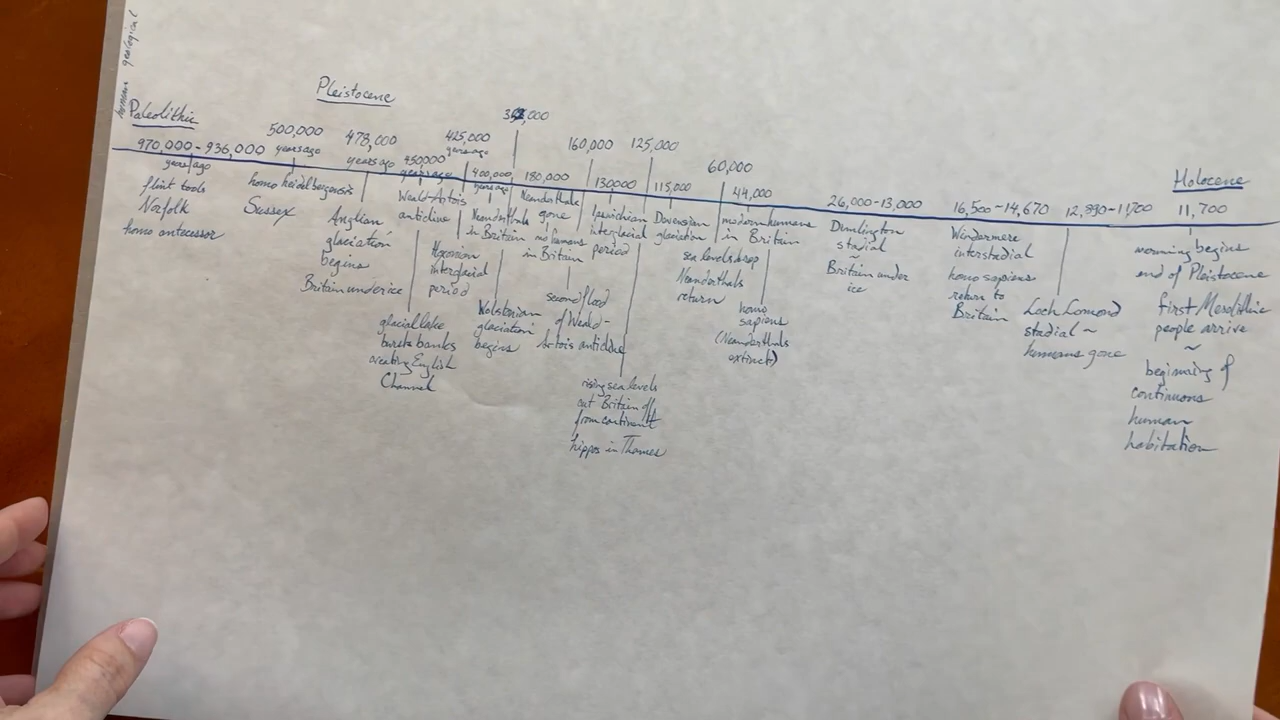 human geological
Pleistocene
Paleolithic
970,000 - 936,000
years ago
flint tools
Norfolk
homo antecessor
500,000
years ago
homo heidelbergensis
Sussex
478,000
years ago
Anglian
glaciation
begins
Britain under ice
450,000
years ago
Weald-Artois
anticline
glacial lake
bursts banks
creating English
Channel
425,000
years ago
Hoxnian
interglacial
period
400,000
years ago
Neanderthals
in Britain
Wolstonian
glaciation
begins
180,000
Neanderthals
gone
no humans
in Britain
160,000
second flood
of Weald-
Artois anticline
130,000
Ipswichian
interglacial
period
125,000
rising sea levels
cut Britain off
from continent
hippos in Thames
115,000
Devensian
glaciation
60,000
sea levels drop
Neanderthals
return
44,000
modern humans
in Britain
homo
sapiens
(Neanderthals
extinct)
26,000-13,000
Dimlington
stadial
~
Britain under
ice
16,500-14,670
Windermere
interstadial
homo sapiens
return to
Britain
12,890-11,700
Loch Lomond
stadial ~
humans gone
Holocene
11,700
warming begins
end of Pleistocene
first Mesolithic
people arrive
~
beginning of
continuous
human
habitation